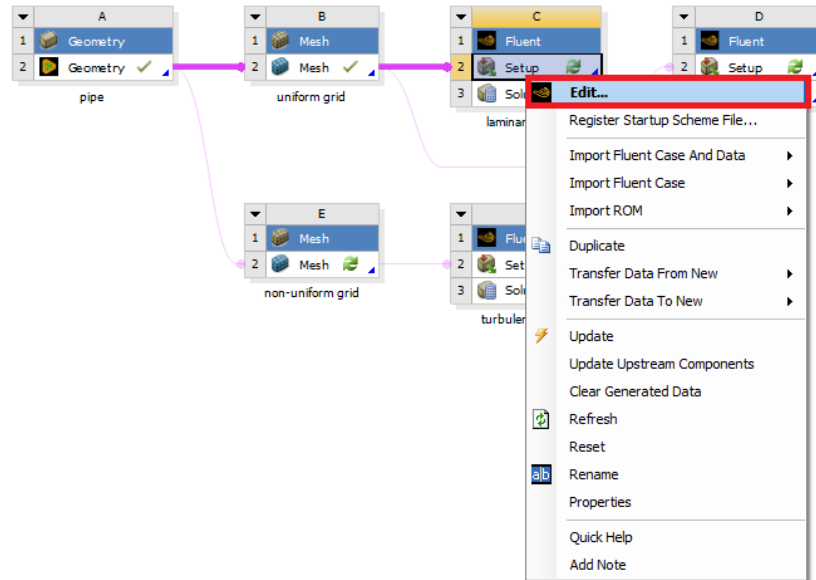 A
1 Geometry
2 Geometry
pipe
B
1 Mesh
2 Mesh
uniform grid
C
1 Fluent
2 Setup
3
D
1 Fluent
2 Setup
E
1 Mesh
2 Mesh
non-uniform grid
1
2
3
Edit...
Register Startup Scheme File...
Import Fluent Case And Data
Import Fluent Case
Import ROM
Duplicate
Transfer Data From New
Transfer Data To New
Update
Update Upstream Components
Clear Generated Data
Refresh
Reset
ab Rename
Properties
Quick Help
Add Note